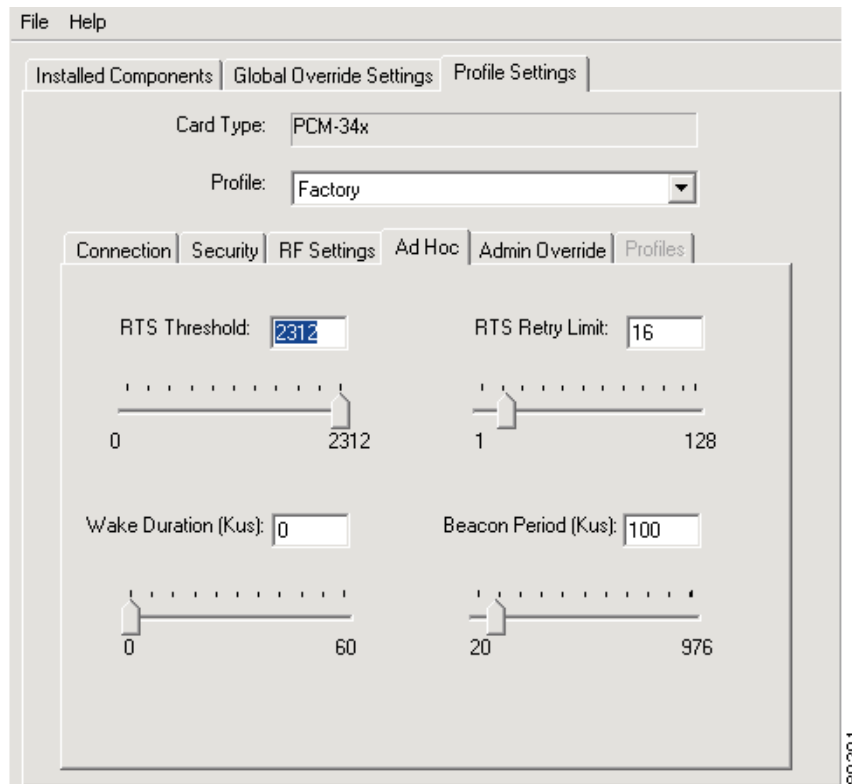 File Help
Installed Components Global Override Settings Profile Settings
Card Type: PCM-34x
Profile: Factory
Connection Security RF Settings Ad Hoc Admin Override Profiles
RTS Threshold: 2312 RTS Retry Limit: 16
0 2312 1 128
Wake Duration (Kus): 0 Beacon Period (Kus): 100
0 60 20 976